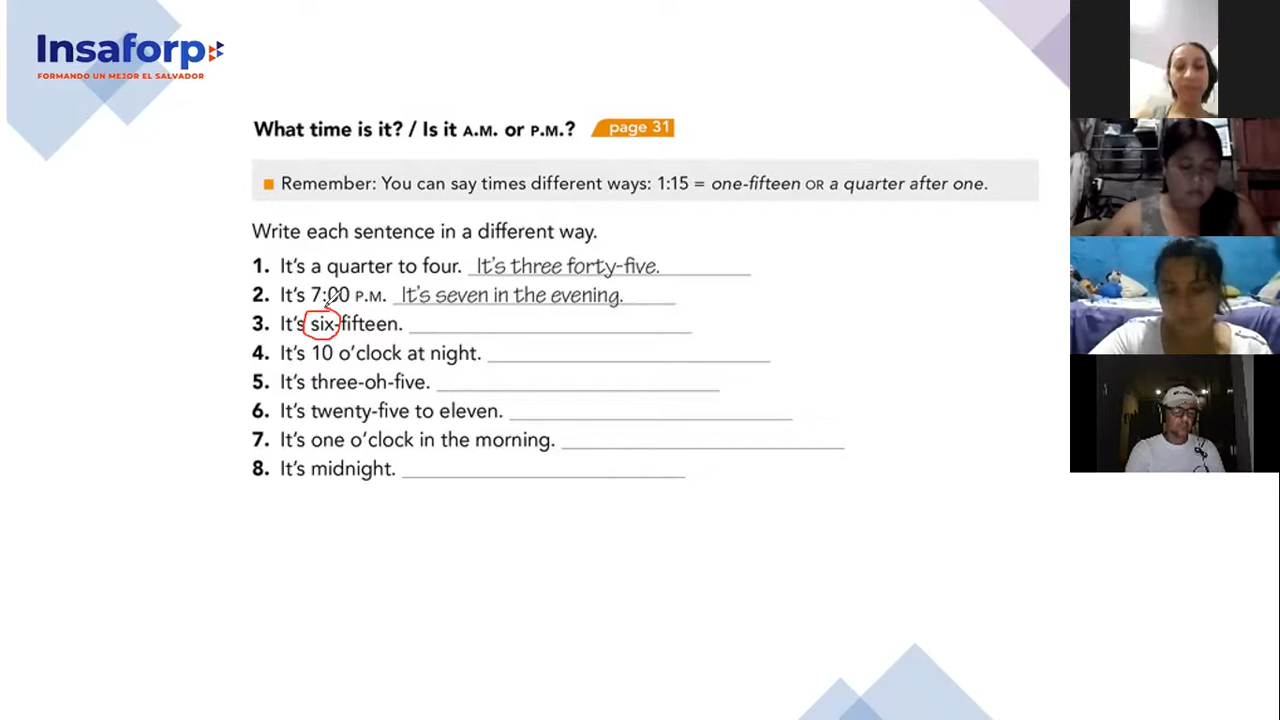 Insaforp
FORMANDO UN MEJOR EL SALVADOR
What time is it? / Is it A.M. or P.M.? page 31
Remember: You can say times different ways: 1:15 = one-fifteen OR a quarter after one.
Write each sentence in a different way.
1. It's a quarter to four. It's three forty-five.
2. It's 7:00 P.M. It's seven in the evening.
3. It's six-fifteen.
4. It's 10 o'clock at night.
5. It's three-oh-five.
6. It's twenty-five to eleven.
7. It's one o'clock in the morning.
8. It's midnight.